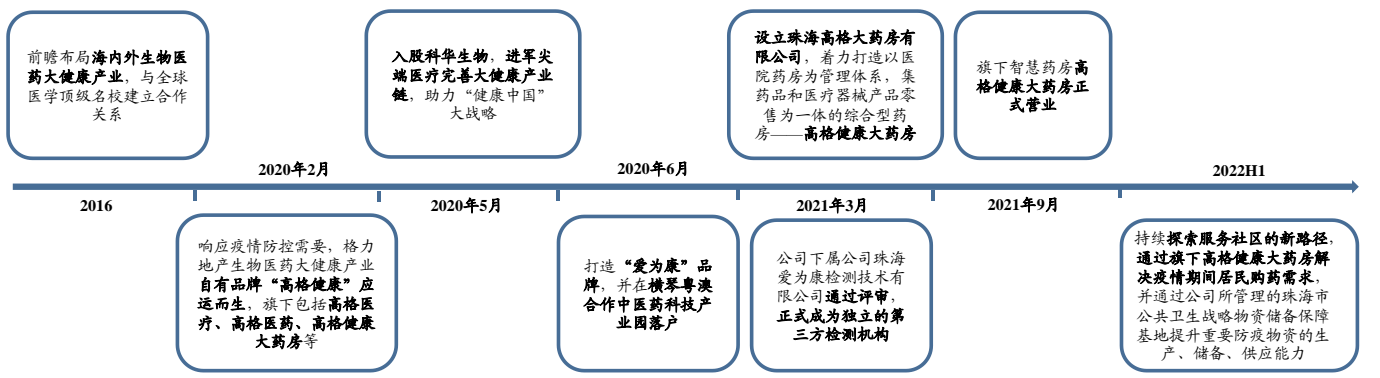 前瞻布局海内外生物医
药大健康产业，与全球
医学顶级名校建立合作
关系
入股科华生物，进军尖
端医疗完善大健康产业
链，助力“健康中国”
大战略
设立珠海高格大药房有
限公司，着力打造以医
院药房为管理体系，集
药品和医疗器械产品零
售为一体的综合型药
房——高格健康大药房
旗下智慧药房高
格健康大药房正
式营业
2020年2月
2020年6月
2022H1
2016
2020年5月
2021年3月
2021年9月
响应疫情防控需要，格力
地产生物医药大健康产业
自有品牌“高格健康”应
运而生，旗下包括高格医
疗、高格医药、高格健康
大药房等
打造“爱为康”品
牌，并在横琴粤澳
合作中医药科技产
业园落户
公司下属公司珠海
爱为康检测技术有
限公司通过评审，
正式成为独立的第
三方检测机构
持续探索服务社区的新路径，
通过旗下高格健康大药房解
决疫情期间居民购药需求，
并通过公司所管理的珠海市
公共卫生战略物资储备保障
基地提升重要防疫物资的生
产、储备、供应能力